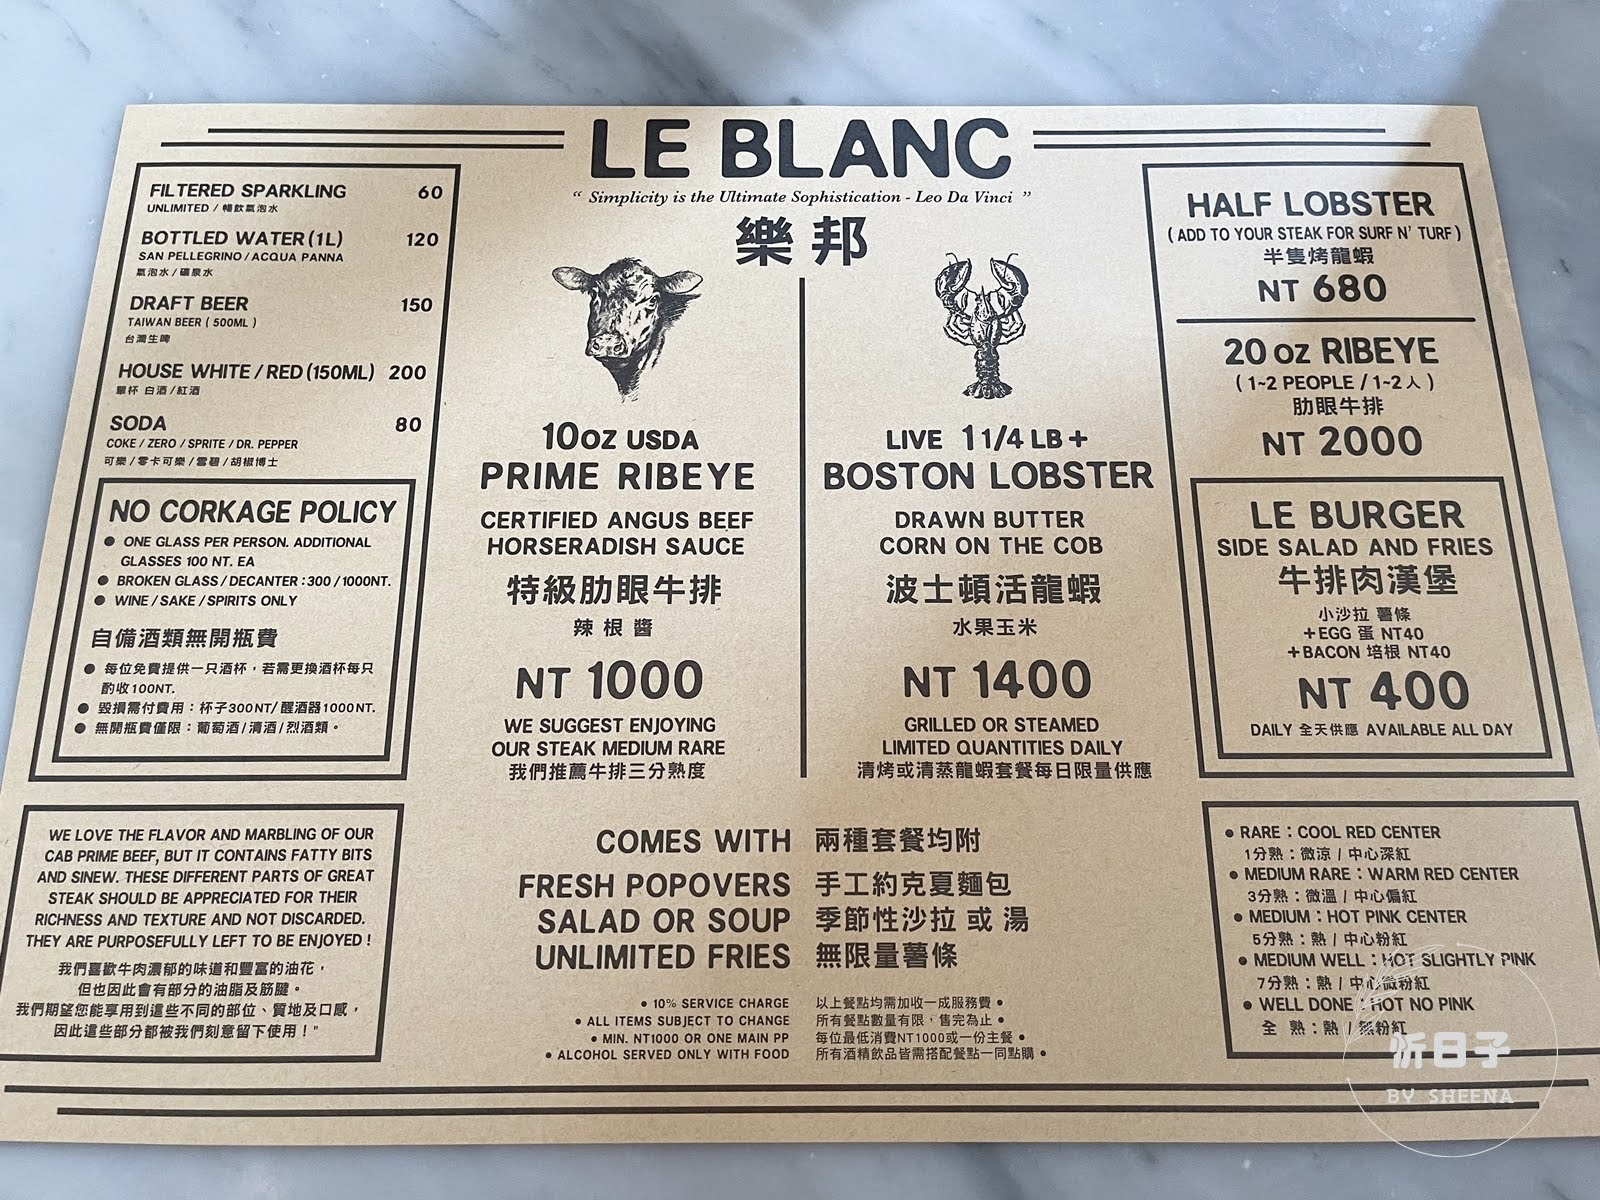 LE BLANC
“ Simplicity is the Ultimate Sophistication - Leo Da Vinci ”
樂邦
FILTERED SPARKLING 60
UNLIMITED / 暢飲氣泡水
BOTTLED WATER (1L) 120
SAN PELLEGRINO / ACQUA PANNA
氣泡水 / 礦泉水
DRAFT BEER 150
TAIWAN BEER ( 500ML )
台灣生啤
HOUSE WHITE / RED (150ML) 200
單杯 白酒 / 紅酒
SODA 80
COKE / ZERO / SPRITE / DR. PEPPER
可樂 / 零卡可樂 / 雪碧 / 胡椒博士
NO CORKAGE POLICY
● ONE GLASS PER PERSON. ADDITIONAL
GLASSES 100 NT. EA
● BROKEN GLASS / DECANTER : 300 / 1000NT.
● WINE / SAKE / SPIRITS ONLY
自備酒類無開瓶費
● 每位免費提供一只酒杯，若需更換酒杯每只
酌收100NT.
● 毀損需付費用：杯子300NT/ 醒酒器1000NT.
● 無開瓶費僅限：葡萄酒 / 清酒 / 烈酒類。
WE LOVE THE FLAVOR AND MARBLING OF OUR
CAB PRIME BEEF, BUT IT CONTAINS FATTY BITS
AND SINEW. THESE DIFFERENT PARTS OF GREAT
STEAK SHOULD BE APPRECIATED FOR THEIR
RICHNESS AND TEXTURE AND NOT DISCARDED.
THEY ARE PURPOSEFULLY LEFT TO BE ENJOYED !
我們喜歡牛肉濃郁的味道和豐富的油花，
但也因此會有部分的油脂及筋腱。
我們期望您能享用到這些不同的部位、質地及口感，
因此這些部分都被我們刻意留下使用！"
10OZ USDA
PRIME RIBEYE
CERTIFIED ANGUS BEEF
HORSERADISH SAUCE
特級肋眼牛排
辣根醬
NT 1000
WE SUGGEST ENJOYING
OUR STEAK MEDIUM RARE
我們推薦牛排三分熟度
LIVE 1 1/4 LB +
BOSTON LOBSTER
DRAWN BUTTER
CORN ON THE COB
波士頓活龍蝦
水果玉米
NT 1400
GRILLED OR STEAMED
LIMITED QUANTITIES DAILY
清烤或清蒸龍蝦套餐每日限量供應
COMES WITH 兩種套餐均附
FRESH POPOVERS 手工約克夏麵包
SALAD OR SOUP 季節性沙拉 或 湯
UNLIMITED FRIES 無限量薯條
● 10% SERVICE CHARGE 以上餐點均需加收一成服務費 ●
● ALL ITEMS SUBJECT TO CHANGE 所有餐點數量有限，售完為止 ●
● MIN. NT1000 OR ONE MAIN PP 每位最低消費NT1000或一份主餐 ●
● ALCOHOL SERVED ONLY WITH FOOD 所有酒精飲品皆需搭配餐點一同點購 ●
HALF LOBSTER
( ADD TO YOUR STEAK FOR SURF N' TURF )
半隻烤龍蝦
NT 680
20 OZ RIBEYE
( 1~2 PEOPLE / 1~2人 )
肋眼牛排
NT 2000
LE BURGER
SIDE SALAD AND FRIES
牛排肉漢堡
小沙拉 薯條
+EGG 蛋 NT40
+BACON 培根 NT40
NT 400
DAILY 全天供應 AVAILABLE ALL DAY
● RARE : COOL RED CENTER
1分熟：微涼 / 中心深紅
● MEDIUM RARE : WARM RED CENTER
3分熟：微溫 / 中心偏紅
● MEDIUM : HOT PINK CENTER
5分熟：熱 / 中心粉紅
● MEDIUM WELL : HOT SLIGHTLY PINK
7分熟：熱 / 中心微粉紅
● WELL DONE : HOT NO PINK
全 熟：熱 / 無粉紅
忻日子
BY SHEENA